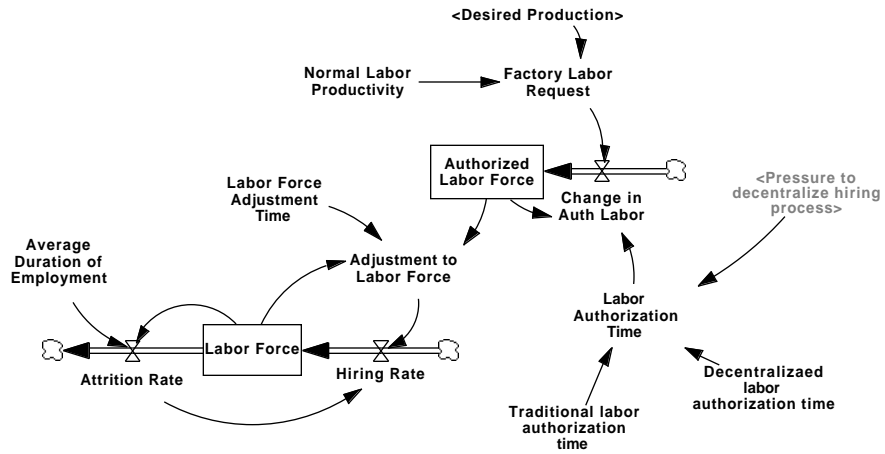 <Desired Production>
Normal Labor
Productivity
Factory Labor
Request
Authorized
Labor Force
Change in
Auth Labor
<Pressure to
decentralize hiring
process>
Labor Force
Adjustment
Time
Average
Duration of
Employment
Adjustment to
Labor Force
Labor
Authorization
Time
Labor Force
Attrition Rate
Hiring Rate
Decentralizaed
labor
authorization time
Traditional labor
authorization
time